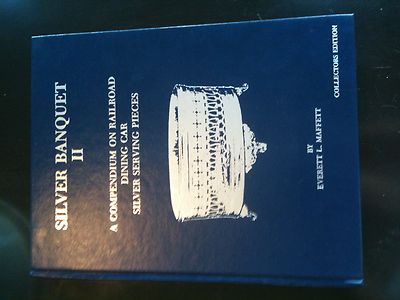 SILVER BANQUET
II
A COMPENDIUM ON RAILROAD
DINING CAR
SILVER SERVING PIECES
BY
EVERETT L. MAFFETT
COLLECTORS EDITION